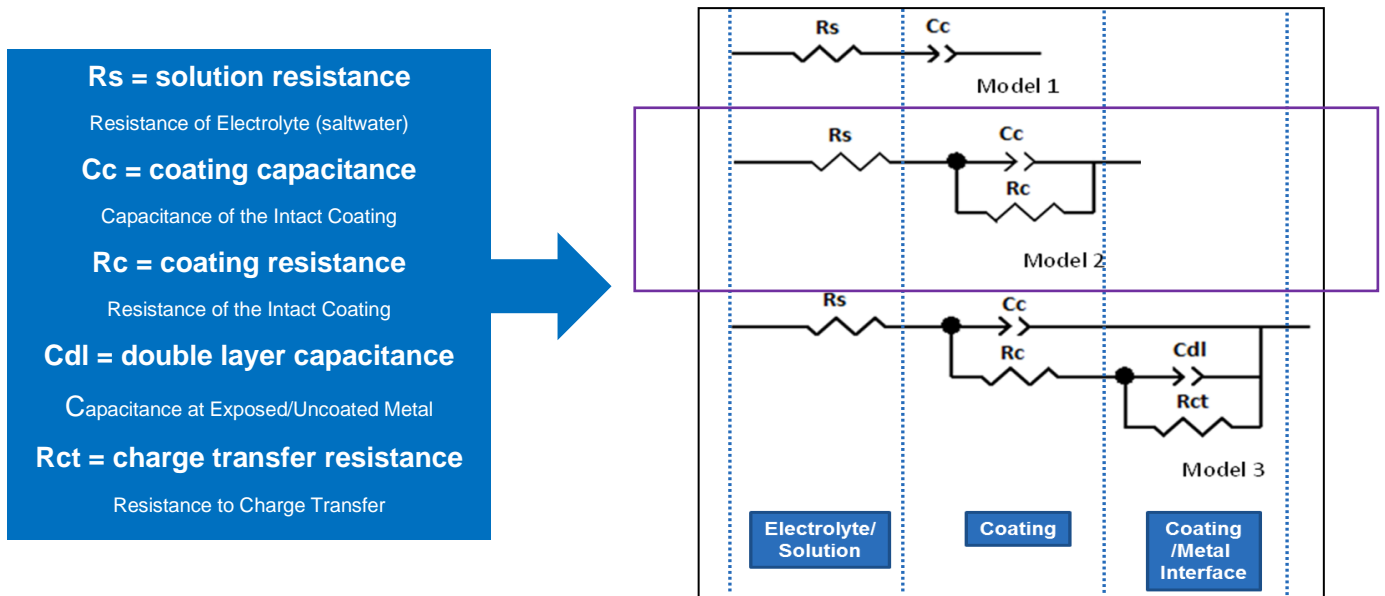 Rs = solution resistance
Resistance of Electrolyte (saltwater)
Cc = coating capacitance
Capacitance of the Intact Coating
Rc = coating resistance
Resistance of the Intact Coating
Cdl = double layer capacitance
Capacitance at Exposed/Uncoated Metal
Rct = charge transfer resistance
Resistance to Charge Transfer
Rs
Cc
Model 1
Rs
Cc
Rc
Model 2
Rs
Cc
Rc
Cdl
Rct
Model 3
Electrolyte/
Solution
Coating
Coating
/Metal
Interface